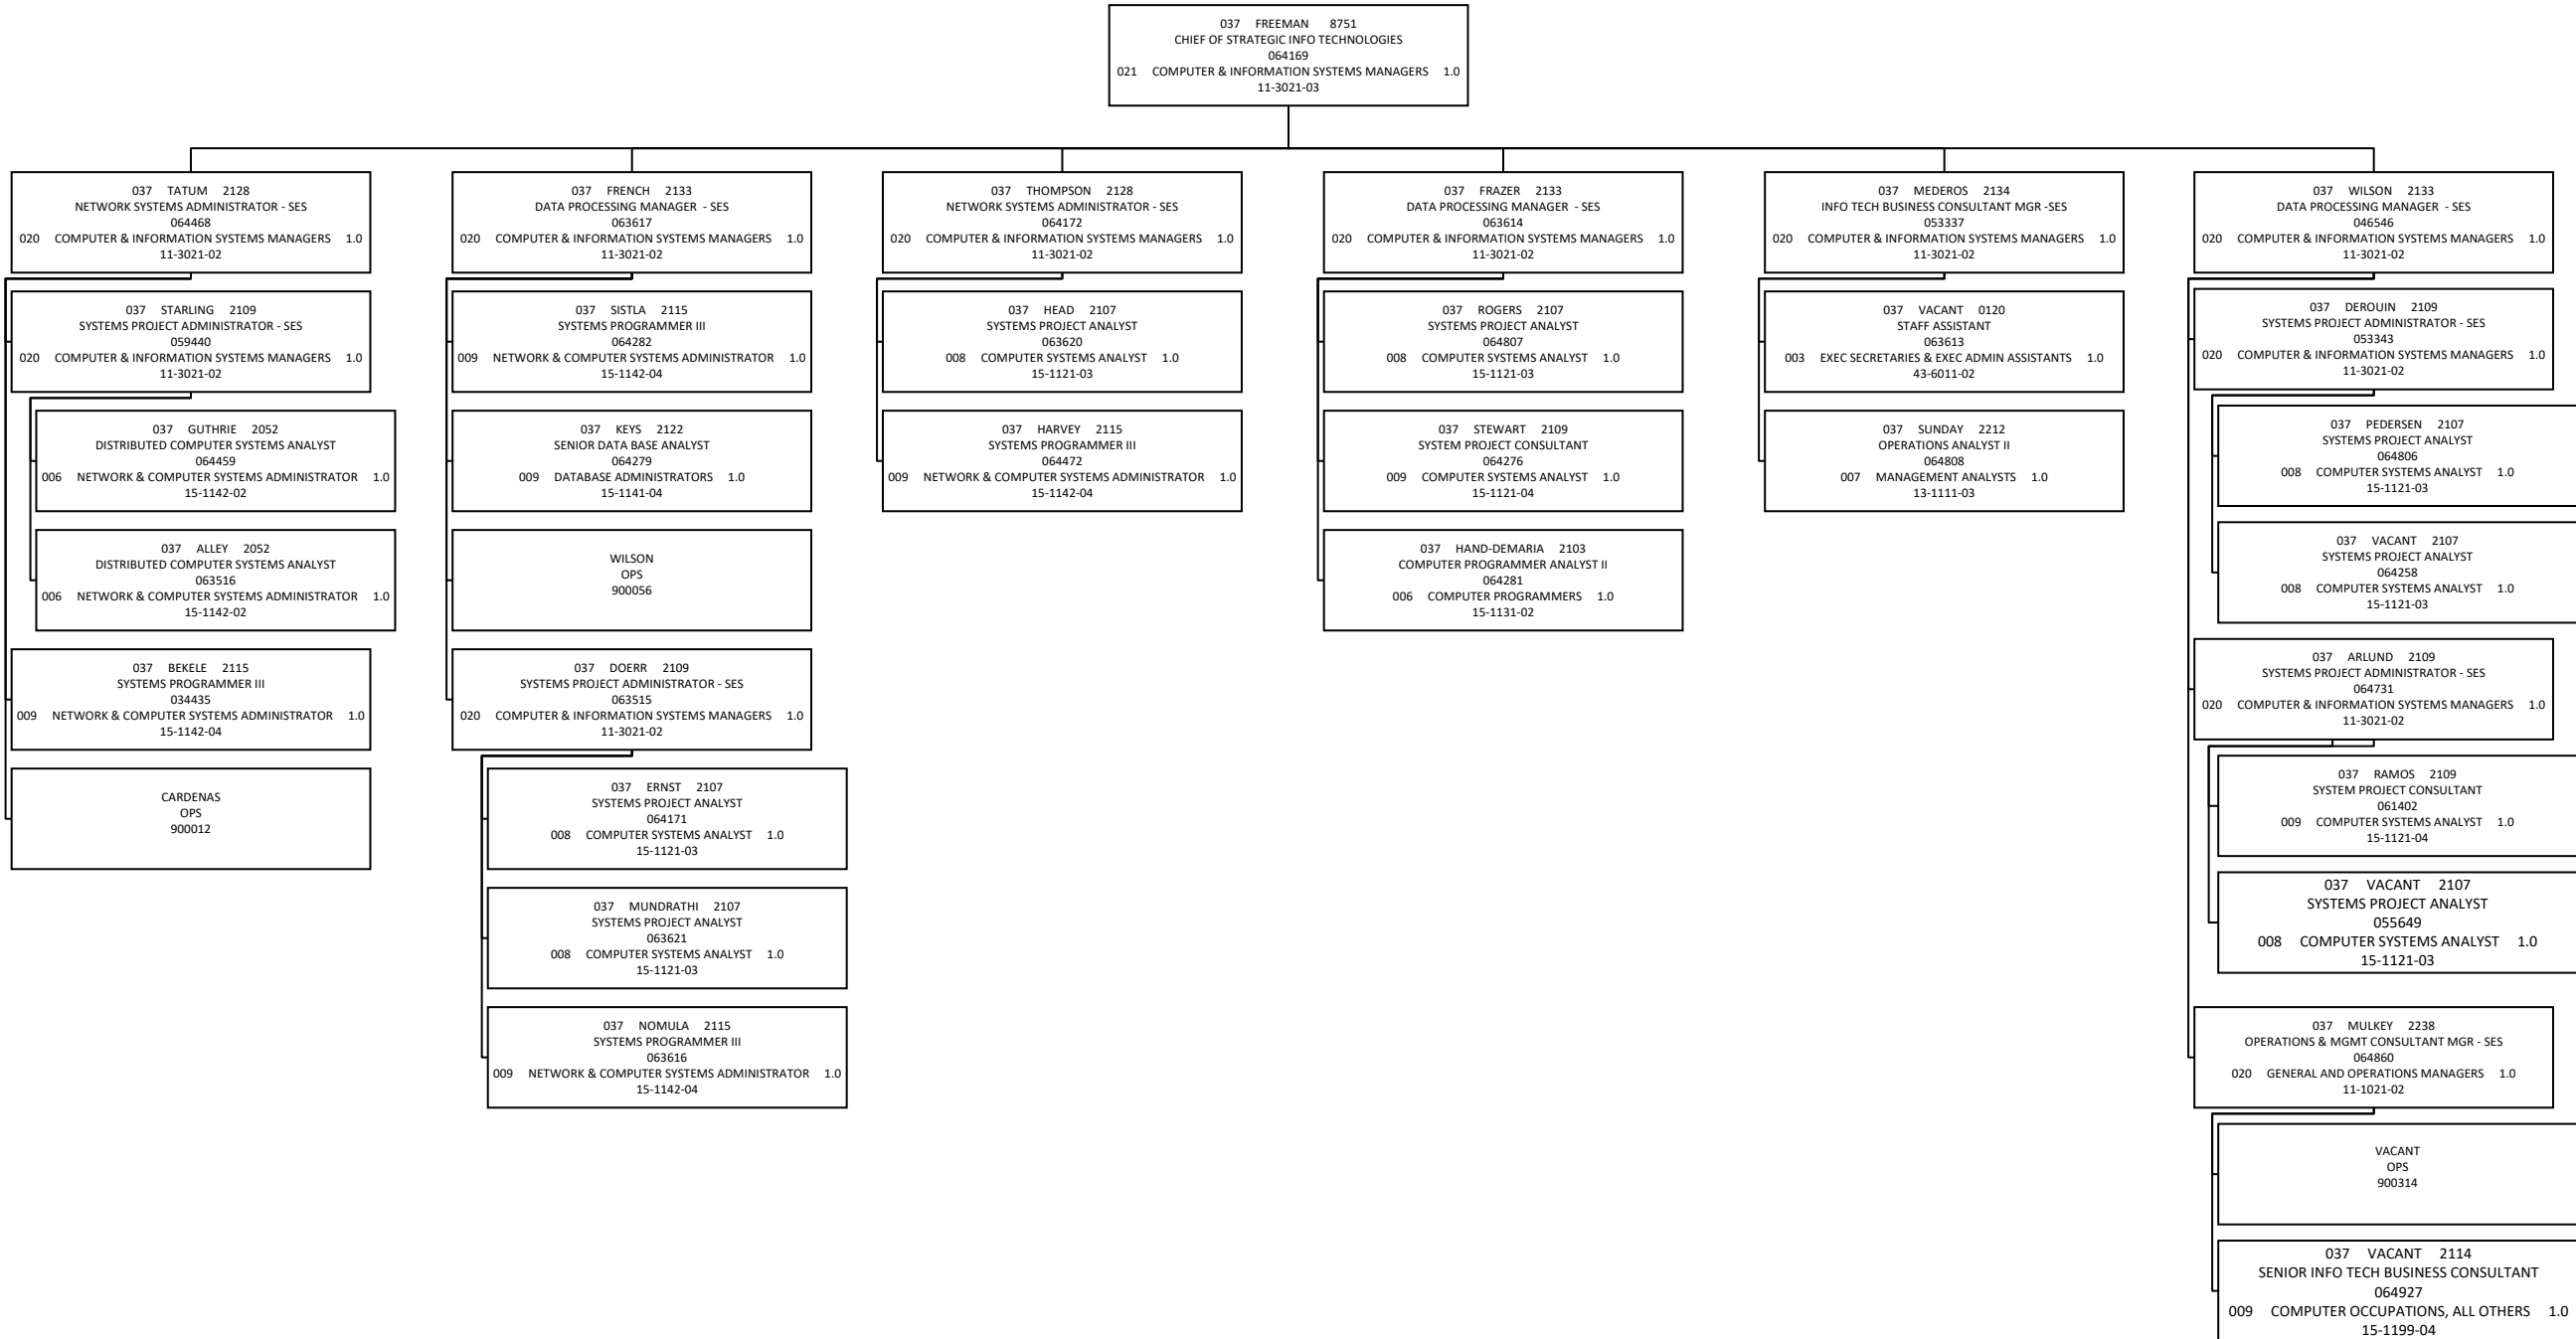 037 FREEMAN 8751
CHIEF OF STRATEGIC INFO TECHNOLOGIES
064169
021 COMPUTER & INFORMATION SYSTEMS MANAGERS 1.0
11-3021-03
037 TATUM 2128
NETWORK SYSTEMS ADMINISTRATOR - SES
064468
020 COMPUTER & INFORMATION SYSTEMS MANAGERS 1.0
11-3021-02
037 STARLING 2109
SYSTEMS PROJECT ADMINISTRATOR - SES
059440
020 COMPUTER & INFORMATION SYSTEMS MANAGERS 1.0
11-3021-02
037 GUTHRIE 2052
DISTRIBUTED COMPUTER SYSTEMS ANALYST
064459
006 NETWORK & COMPUTER SYSTEMS ADMINISTRATOR 1.0
15-1142-02
037 ALLEY 2052
DISTRIBUTED COMPUTER SYSTEMS ANALYST
063516
006 NETWORK & COMPUTER SYSTEMS ADMINISTRATOR 1.0
15-1142-02
037 BEKELE 2115
SYSTEMS PROGRAMMER III
034435
009 NETWORK & COMPUTER SYSTEMS ADMINISTRATOR 1.0
15-1142-04
CARDENAS
OPS
900012
037 FRENCH 2133
DATA PROCESSING MANAGER - SES
063617
020 COMPUTER & INFORMATION SYSTEMS MANAGERS 1.0
11-3021-02
037 SISTLA 2115
SYSTEMS PROGRAMMER III
064282
009 NETWORK & COMPUTER SYSTEMS ADMINISTRATOR 1.0
15-1142-04
037 KEYS 2122
SENIOR DATA BASE ANALYST
064279
009 DATABASE ADMINISTRATORS 1.0
15-1141-04
WILSON
OPS
900056
037 DOERR 2109
SYSTEMS PROJECT ADMINISTRATOR - SES
063515
020 COMPUTER & INFORMATION SYSTEMS MANAGERS 1.0
11-3021-02
037 ERNST 2107
SYSTEMS PROJECT ANALYST
064171
008 COMPUTER SYSTEMS ANALYST 1.0
15-1121-03
037 MUNDRATHI 2107
SYSTEMS PROJECT ANALYST
063621
008 COMPUTER SYSTEMS ANALYST 1.0
15-1121-03
037 NOMULA 2115
SYSTEMS PROGRAMMER III
063616
009 NETWORK & COMPUTER SYSTEMS ADMINISTRATOR 1.0
15-1142-04
037 THOMPSON 2128
NETWORK SYSTEMS ADMINISTRATOR - SES
064172
020 COMPUTER & INFORMATION SYSTEMS MANAGERS 1.0
11-3021-02
037 HEAD 2107
SYSTEMS PROJECT ANALYST
063620
008 COMPUTER SYSTEMS ANALYST 1.0
15-1121-03
037 HARVEY 2115
SYSTEMS PROGRAMMER III
064472
009 NETWORK & COMPUTER SYSTEMS ADMINISTRATOR 1.0
15-1142-04
037 FRAZER 2133
DATA PROCESSING MANAGER - SES
063614
020 COMPUTER & INFORMATION SYSTEMS MANAGERS 1.0
11-3021-02
037 ROGERS 2107
SYSTEMS PROJECT ANALYST
064807
008 COMPUTER SYSTEMS ANALYST 1.0
15-1121-03
037 STEWART 2109
SYSTEM PROJECT CONSULTANT
064276
009 COMPUTER SYSTEMS ANALYST 1.0
15-1121-04
037 HAND-DEMARIA 2103
COMPUTER PROGRAMMER ANALYST II
064281
006 COMPUTER PROGRAMMERS 1.0
15-1131-02
037 MEDEROS 2134
INFO TECH BUSINESS CONSULTANT MGR -SES
053337
020 COMPUTER & INFORMATION SYSTEMS MANAGERS 1.0
11-3021-02
037 VACANT 0120
STAFF ASSISTANT
063613
003 EXEC SECRETARIES & EXEC ADMIN ASSISTANTS 1.0
43-6011-02
037 SUNDAY 2212
OPERATIONS ANALYST II
064808
007 MANAGEMENT ANALYSTS 1.0
13-1111-03
037 WILSON 2133
DATA PROCESSING MANAGER - SES
046546
020 COMPUTER & INFORMATION SYSTEMS MANAGERS 1.0
11-3021-02
037 DEROUIN 2109
SYSTEMS PROJECT ADMINISTRATOR - SES
053343
020 COMPUTER & INFORMATION SYSTEMS MANAGERS 1.0
11-3021-02
037 PEDERSEN 2107
SYSTEMS PROJECT ANALYST
064806
008 COMPUTER SYSTEMS ANALYST 1.0
15-1121-03
037 VACANT 2107
SYSTEMS PROJECT ANALYST
064258
008 COMPUTER SYSTEMS ANALYST 1.0
15-1121-03
037 ARLUND 2109
SYSTEMS PROJECT ADMINISTRATOR - SES
064731
020 COMPUTER & INFORMATION SYSTEMS MANAGERS 1.0
11-3021-02
037 RAMOS 2109
SYSTEM PROJECT CONSULTANT
061402
009 COMPUTER SYSTEMS ANALYST 1.0
15-1121-04
037 VACANT 2107
SYSTEMS PROJECT ANALYST
055649
008 COMPUTER SYSTEMS ANALYST 1.0
15-1121-03
037 MULKEY 2238
OPERATIONS & MGMT CONSULTANT MGR - SES
064860
020 GENERAL AND OPERATIONS MANAGERS 1.0
11-1021-02
VACANT
OPS
900314
037 VACANT 2114
SENIOR INFO TECH BUSINESS CONSULTANT
064927
009 COMPUTER OCCUPATIONS, ALL OTHERS 1.0
15-1199-04